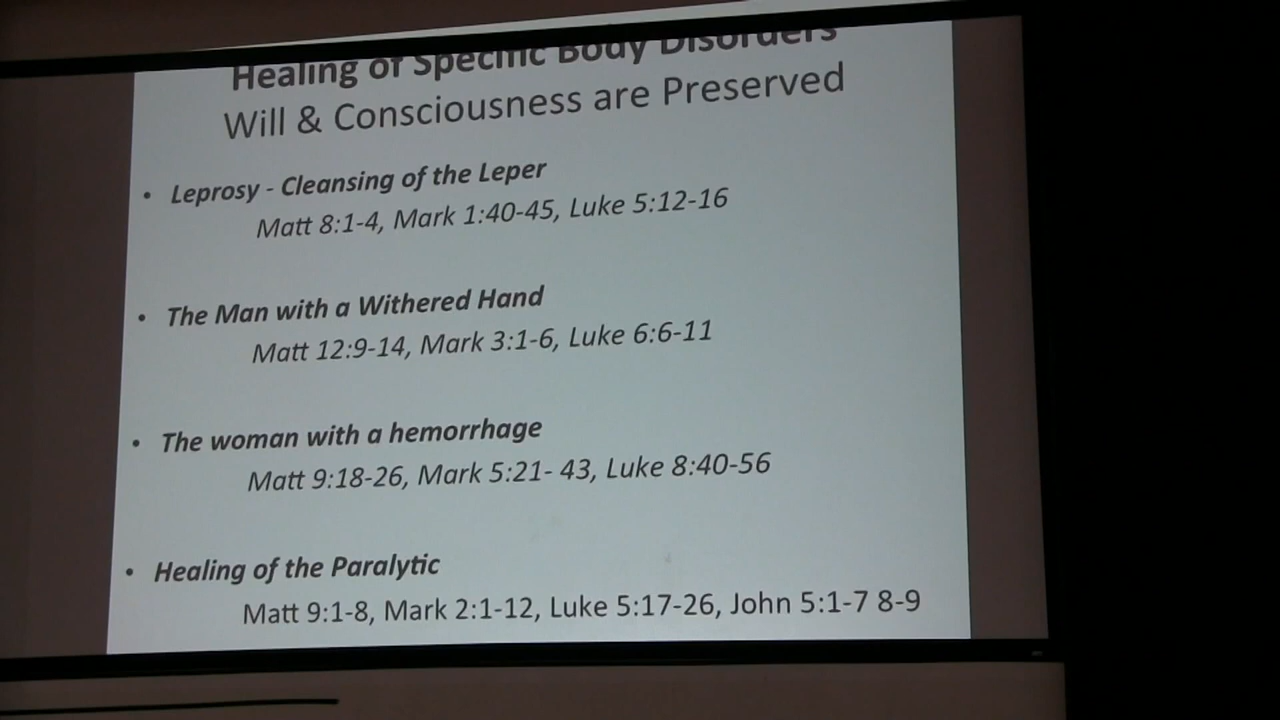 Healing of Specific Body Disorders
Will & Consciousness are Preserved
• Leprosy - Cleansing of the Leper
Matt 8:1-4, Mark 1:40-45, Luke 5:12-16
• The Man with a Withered Hand
Matt 12:9-14, Mark 3:1-6, Luke 6:6-11
• The woman with a hemorrhage
Matt 9:18-26, Mark 5:21- 43, Luke 8:40-56
• Healing of the Paralytic
Matt 9:1-8, Mark 2:1-12, Luke 5:17-26, John 5:1-7 8-9